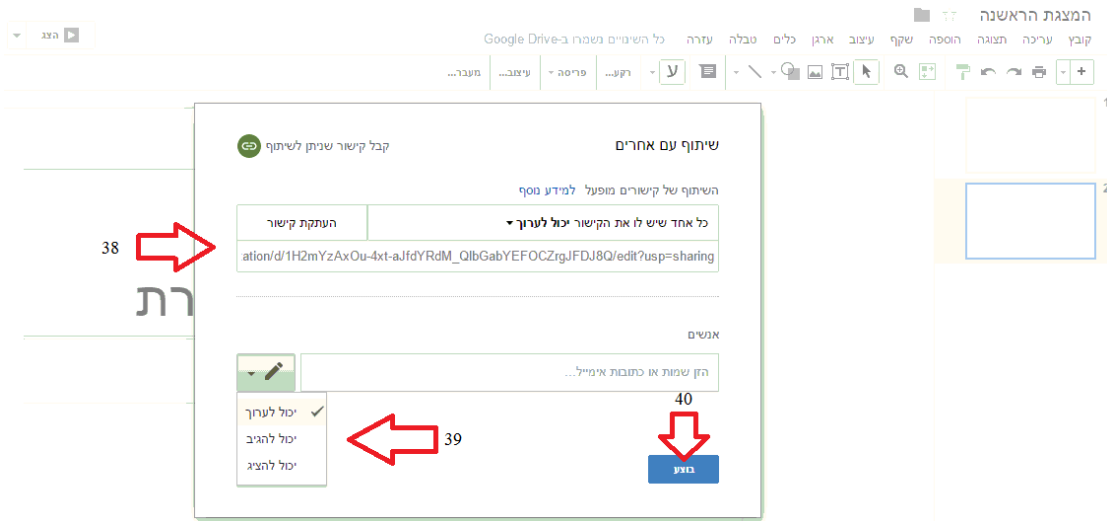 המצגת הראשנה
קובץ עריכה תצוגה הוספה שקף עיצוב ארגן כלים טבלה עזרה כל השינויים נשמרו ב-Google Drive
הצג
רקע... פריסה עיצוב... מעבר...
1
2
שיתוף עם אחרים
קבל קישור שניתן לשיתוף
השיתוף של קישורים מופעל למידע נוסף
כל אחד שיש לו את הקישור יכול לערוך
העתקת קישור
38
ation/d/1H2mYzAxOu-4xt-aJfdYRdM_QlbGabYEFOCZrgJFDJ8Q/edit?usp=sharing
רת
אנשים
הזן שמות או כתובות אימייל...
יכול לערוך
יכול להגיב
יכול להציג
39
40
בוצע